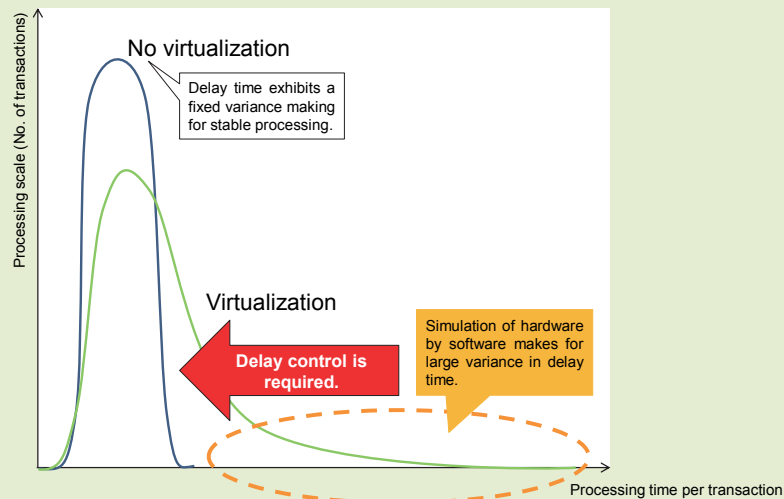 No virtualization
Delay time exhibits a
fixed variance making
for stable processing.
Processing scale (No. of transactions)
Virtualization
Simulation of hardware
by software makes for
large variance in delay
time.
Delay control is
required.
Processing time per transaction